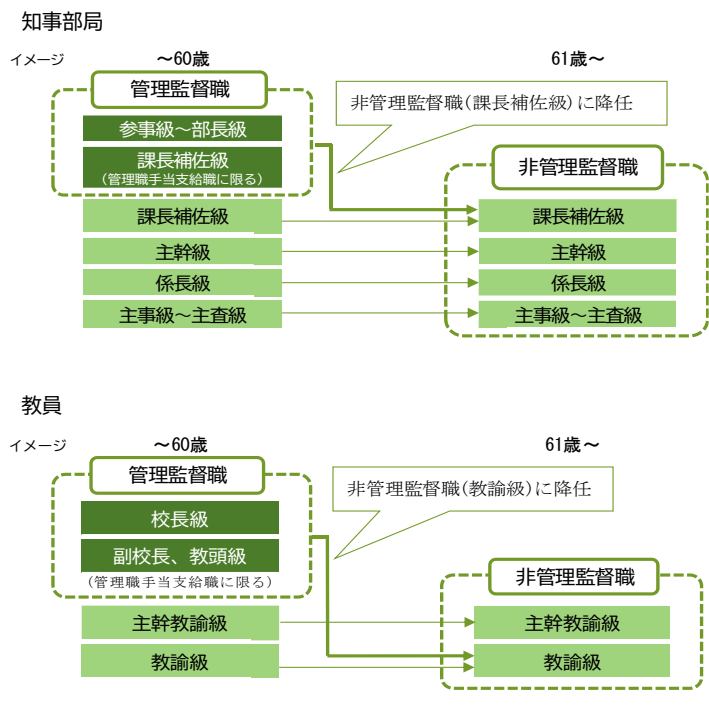 知事部局
イメージ
～60歳
61歳～
管理監督職
非管理監督職(課長補佐級)に降任
参事級～部長級
課長補佐級
（管理職手当支給職に限る）
非管理監督職
課長補佐級
課長補佐級
主幹級
主幹級
係長級
係長級
主事級～主査級
主事級～主査級
教員
イメージ
～60歳
61歳～
管理監督職
非管理監督職(教諭級)に降任
校長級
副校長、教頭級
（管理職手当支給職に限る）
非管理監督職
主幹教諭級
主幹教諭級
教諭級
教諭級